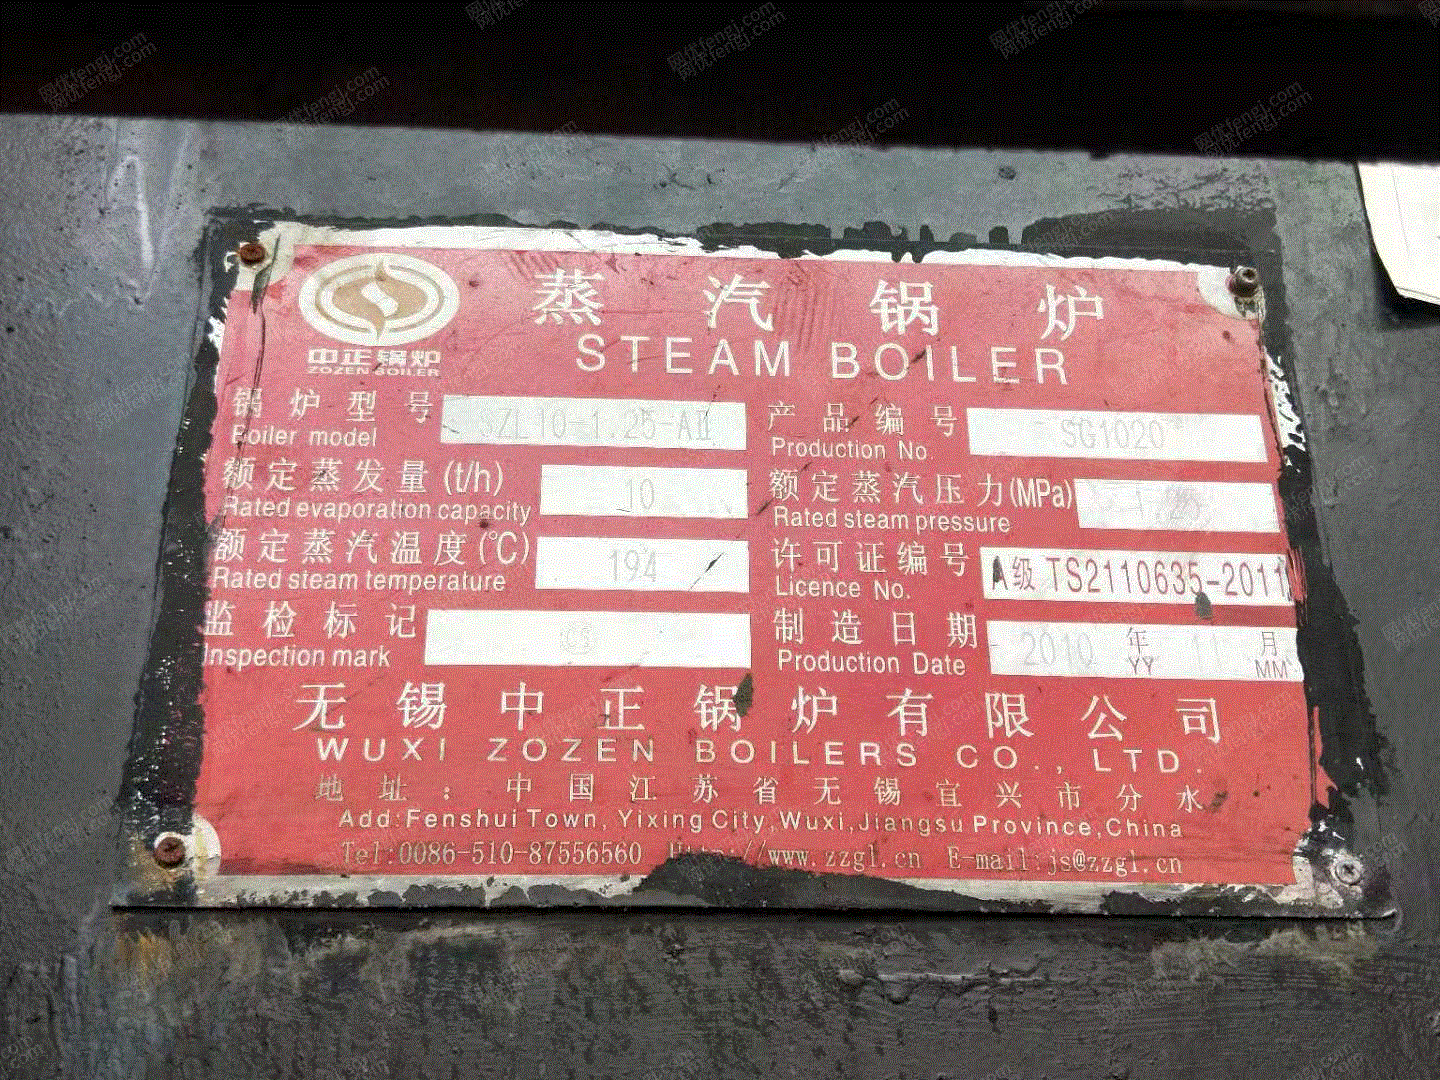 蒸汽锅炉
STEAM BOILER
中正锅炉
ZOZEN BOILER
锅炉型号 SZL10-1.25-AⅡ 产品编号 SG1020
Boiler model Production No.
额定蒸发量(t/h) 10 额定蒸汽压力(MPa) 1.25
Rated evaporation capacity Rated steam pressure
额定蒸汽温度(℃) 194 许可证编号 A级 TS2110635-2011
Rated steam temperature Licence No.
监检标记 制造日期 2010 年 11 月
Inspection mark Production Date YY MM
无锡中正锅炉有限公司
WUXI ZOZEN BOILERS CO., LTD.
地址：中国江苏省无锡宜兴市分水
Add:Fenshui Town, Yixing City, Wuxi, Jiangsu Province, China
Tel:0086-510-87556560 Http://www.zzgl.cn E-mail:js@zzgl.cn